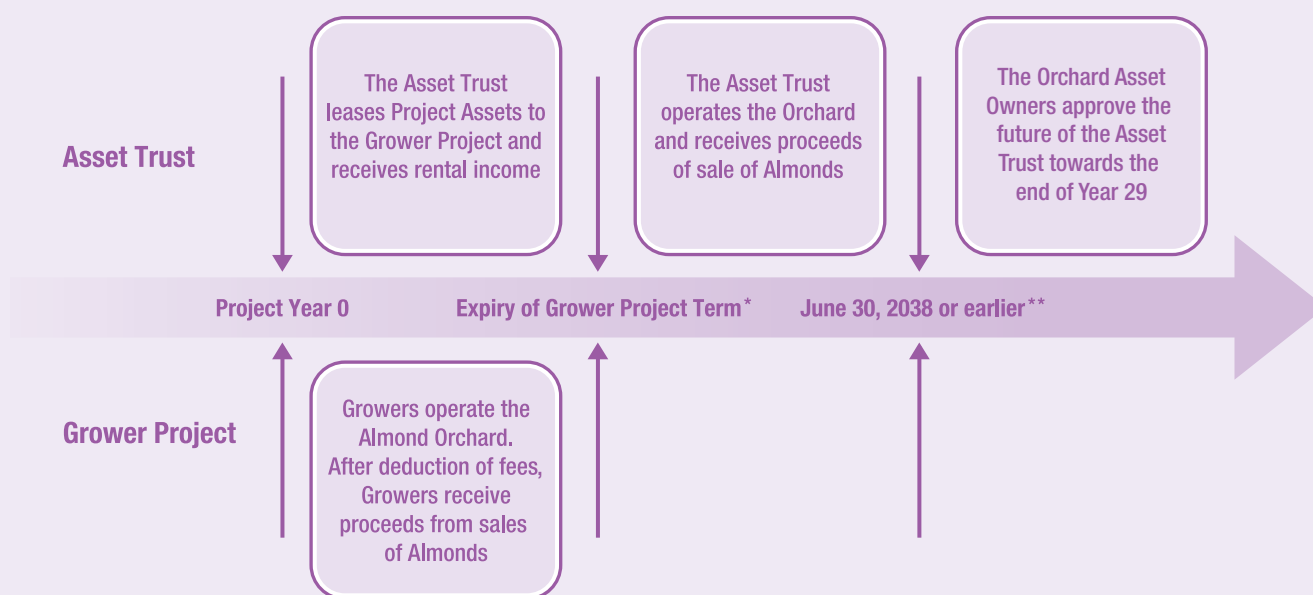 Asset Trust
The Asset Trust
leases Project Assets to
the Grower Project and
receives rental income
The Asset Trust
operates the Orchard
and receives proceeds
of sale of Almonds
The Orchard Asset
Owners approve the
future of the Asset
Trust towards the
end of Year 29
Project Year 0
Expiry of Grower Project Term*
June 30, 2038 or earlier**
Grower Project
Growers operate the
Almond Orchard.
After deduction of fees,
Growers receive
proceeds from sales
of Almonds